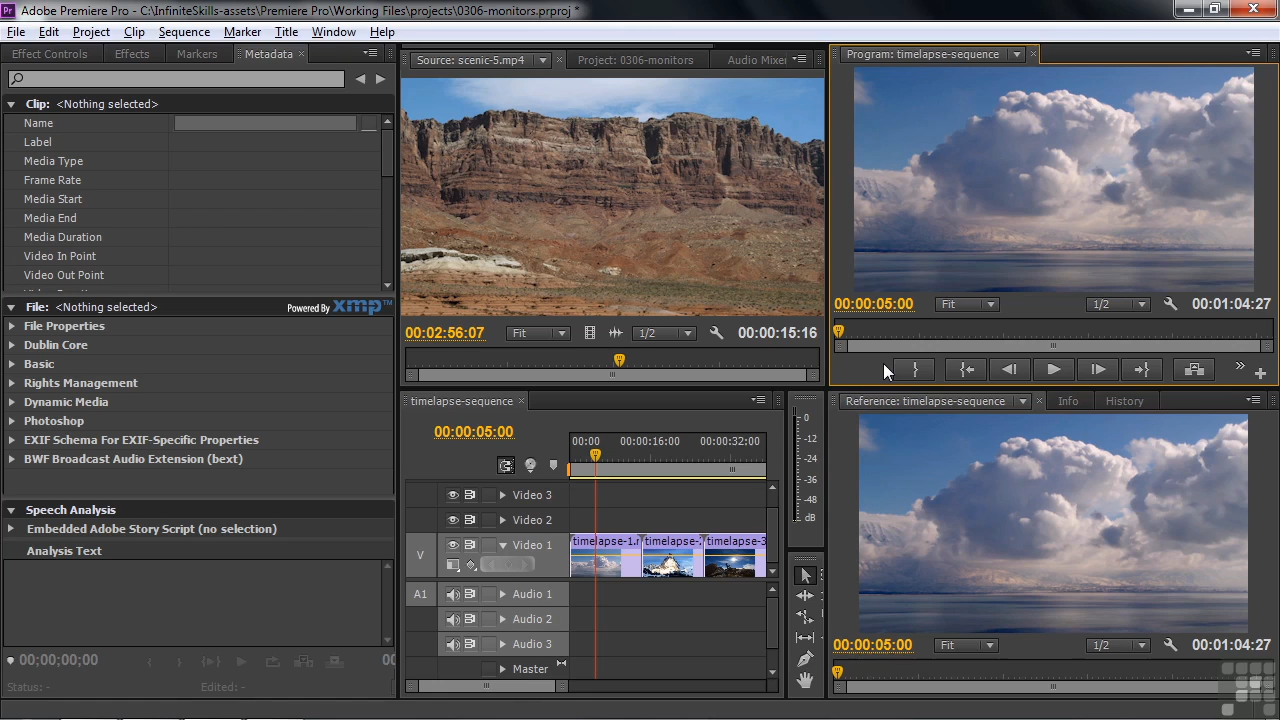 Pr Adobe Premiere Pro - C:\InfiniteSkills-assets\Premiere Pro\Working Files\projects\0306-monitors.prproj *
File Edit Project Clip Sequence Marker Title Window Help
Effect Controls Effects Markers Metadata
Clip: <Nothing selected>
Name
Label
Media Type
Frame Rate
Media Start
Media End
Media Duration
Video In Point
Video Out Point
File: <Nothing selected> Powered By xmp™
File Properties
Dublin Core
Basic
Rights Management
Dynamic Media
Photoshop
EXIF Schema For EXIF-Specific Properties
BWF Broadcast Audio Extension (bext)
Speech Analysis
Embedded Adobe Story Script (no selection)
Analysis Text
00;00;00;00 00
Status: - Edited: -
Source: scenic-5.mp4 Project: 0306-monitors Audio Mixer
00:02:56:07 Fit 1/2 00:00:15:16
Program: timelapse-sequence
00:00:05:00 Fit 1/2 00:01:04:27
timelapse-sequence
00:00:05:00
00:00 00:00:16:00 00:00:32:00
Video 3
Video 2
V Video 1
timelapse-1.r timelapse-. timelapse-3
A1 Audio 1
Audio 2
Audio 3
Master
0
-12
-24
-36
-48
dB
Reference: timelapse-sequence Info History
00:00:05:00 Fit 1/2 00:01:04:27